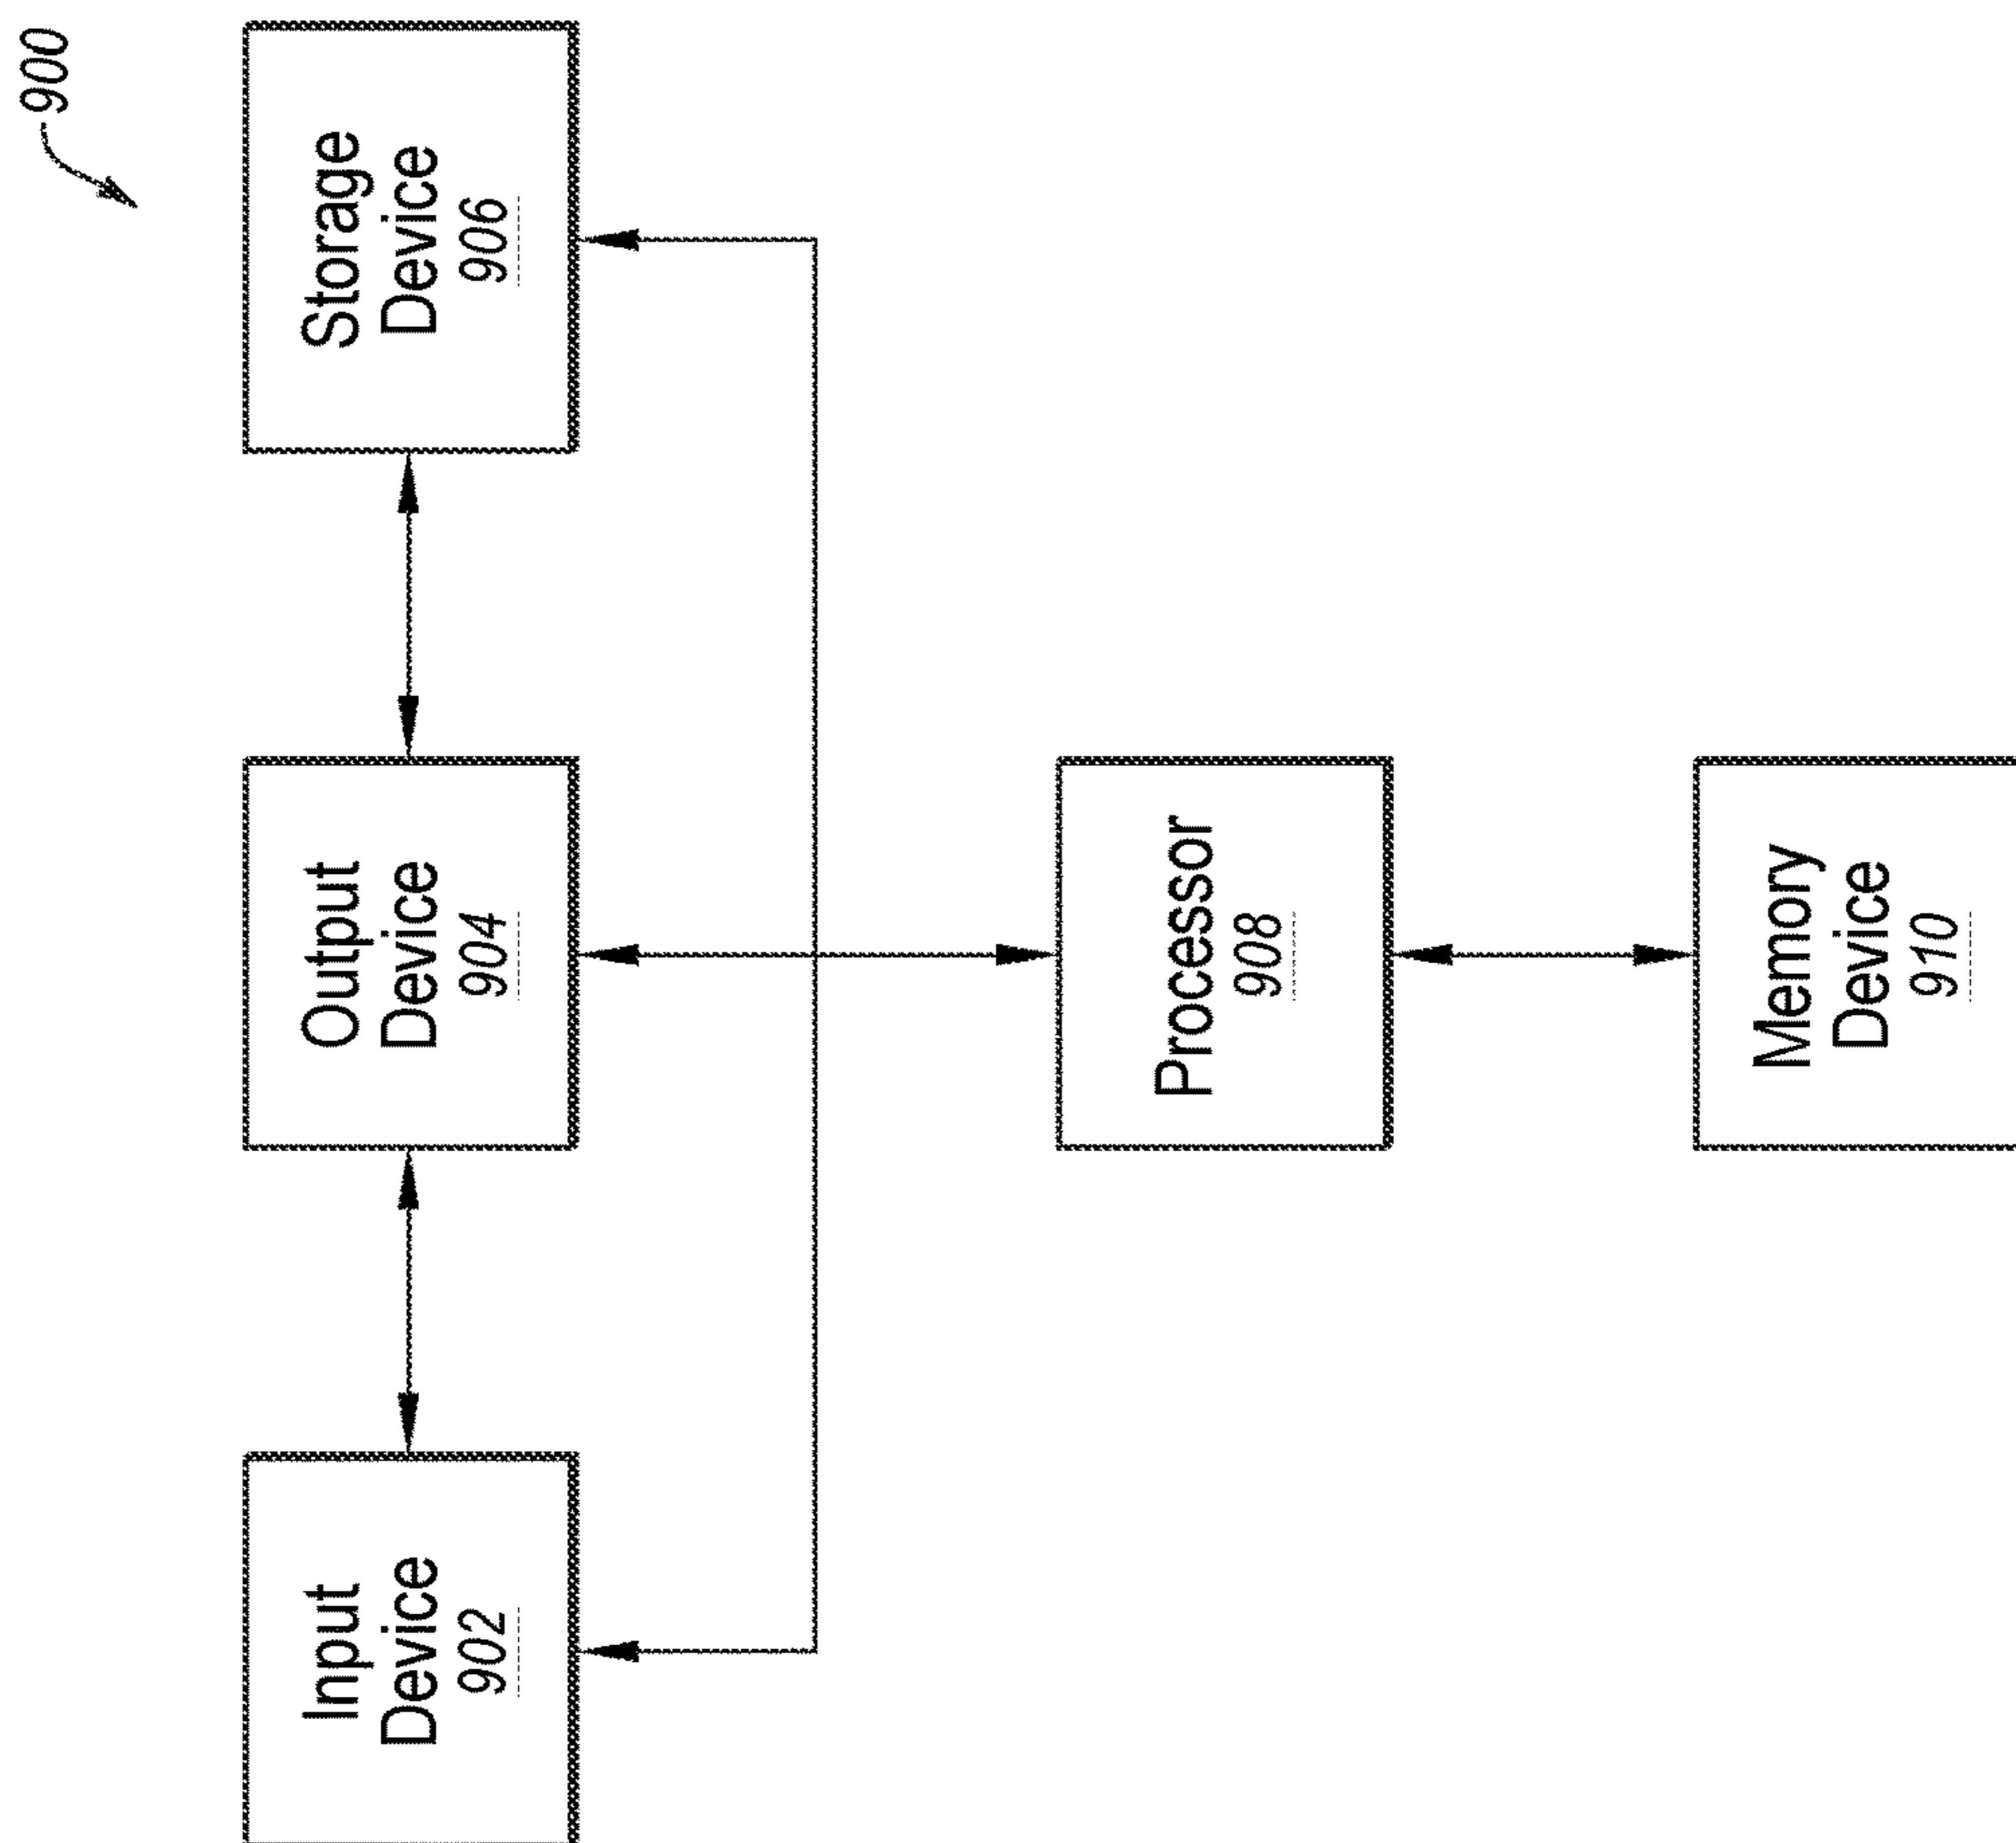 900
Input
Device
902
Output
Device
904
Storage
Device
906
Processor
908
Memory
Device
910